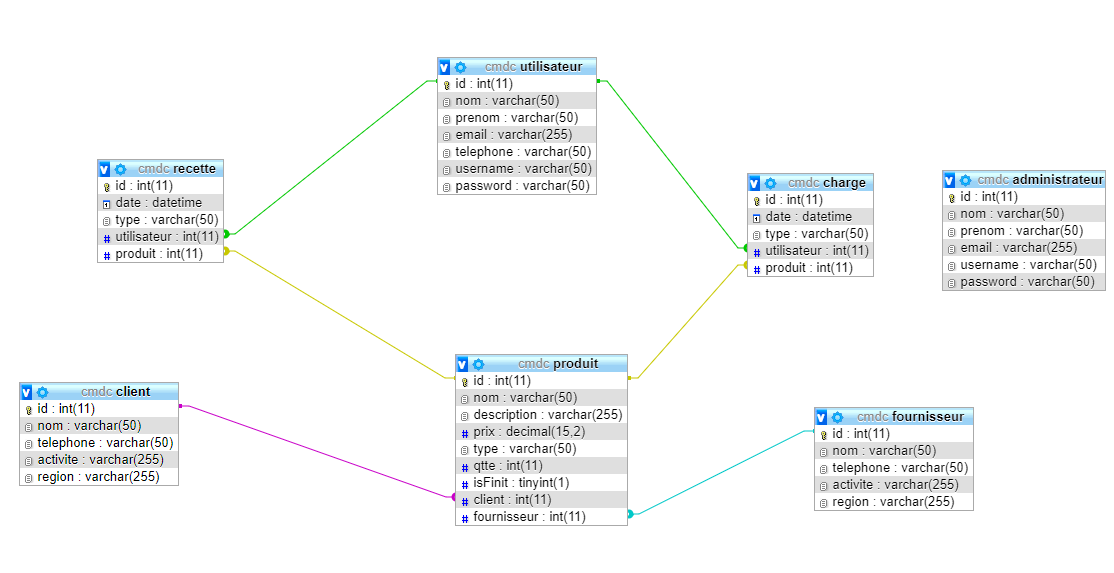 cmdc utilisateur
id : int(11)
nom : varchar(50)
prenom : varchar(50)
email : varchar(255)
telephone : varchar(50)
username : varchar(50)
password : varchar(50)
cmdc recette
id : int(11)
date : datetime
type : varchar(50)
utilisateur : int(11)
produit : int(11)
cmdc charge
id : int(11)
date : datetime
type : varchar(50)
utilisateur : int(11)
produit : int(11)
cmdc administrateur
id : int(11)
nom : varchar(50)
prenom : varchar(50)
email : varchar(255)
username : varchar(50)
password : varchar(50)
cmdc client
id : int(11)
nom : varchar(50)
telephone : varchar(50)
activite : varchar(255)
region : varchar(255)
cmdc produit
id : int(11)
nom : varchar(50)
description : varchar(255)
prix : decimal(15,2)
type : varchar(50)
qtte : int(11)
isFinit : tinyint(1)
client : int(11)
fournisseur : int(11)
cmdc fournisseur
id : int(11)
nom : varchar(50)
telephone : varchar(50)
activite : varchar(255)
region : varchar(255)